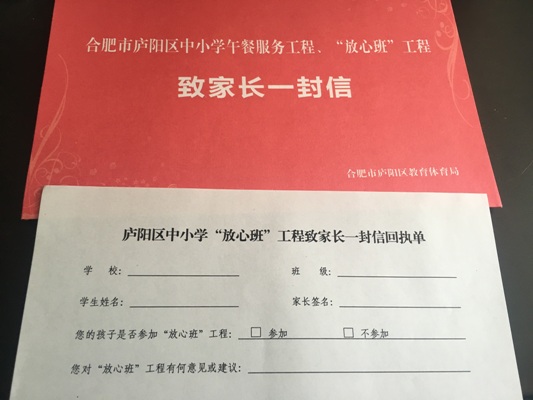 合肥市庐阳区中小学午餐服务工程、“放心班”工程
致家长一封信
合肥市庐阳区教育体育局
庐阳区中小学“放心班”工程致家长一封信回执单
学　校：＿＿＿＿＿＿　班　级：＿＿＿＿＿＿
学生姓名：＿＿＿＿＿＿　家长签名：＿＿＿＿＿＿
您的孩子是否参加“放心班”工程：　□ 参加　□ 不参加
您对“放心班”工程有何意见或建议：＿＿＿＿＿＿